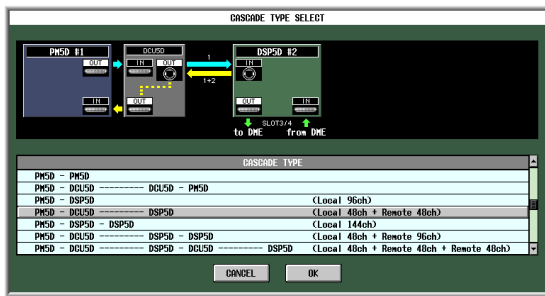 CASCADE TYPE SELECT
PM5D #1 DCU5D DSP5D #2
OUT IN OUT 1 IN
1+2
IN OUT OUT IN
SLOT3/4
to DME from DME
CASCADE TYPE
PM5D - PM5D
PM5D - DCU5D --------- DCU5D - PM5D
PM5D - DSP5D (Local 96ch)
PM5D - DCU5D --------- DSP5D (Local 48ch + Remote 48ch)
PM5D - DSP5D - DSP5D (Local 144ch)
PM5D - DCU5D --------- DSP5D - DSP5D (Local 48ch + Remote 96ch)
PM5D - DCU5D --------- DSP5D - DCU5D --------- DSP5D (Local 48ch + Remote 48ch + Remote 48ch)
CANCEL OK